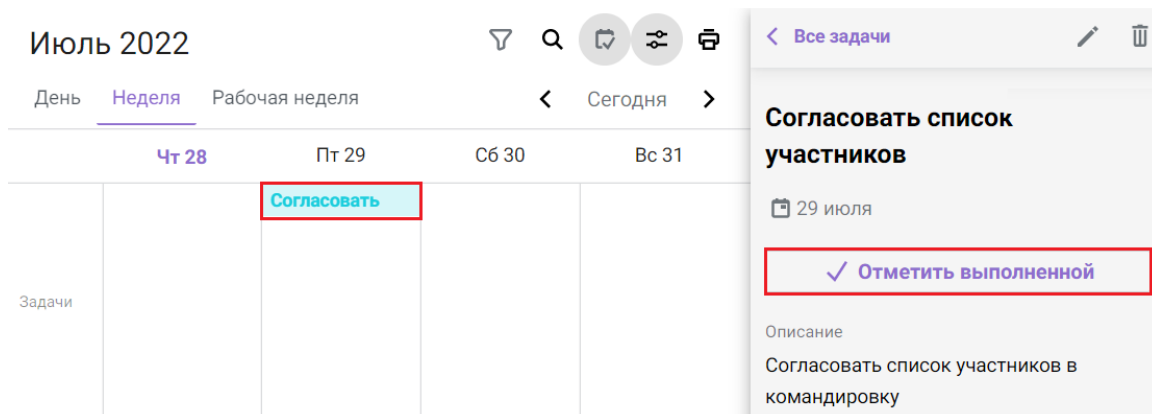 Июль 2022
День Неделя Рабочая неделя Сегодня
Чт 28 Пт 29 Сб 30 Вс 31
Согласовать
Задачи
Все задачи
Согласовать список
участников
29 июля
Отметить выполненной
Описание
Согласовать список участников в
командировку